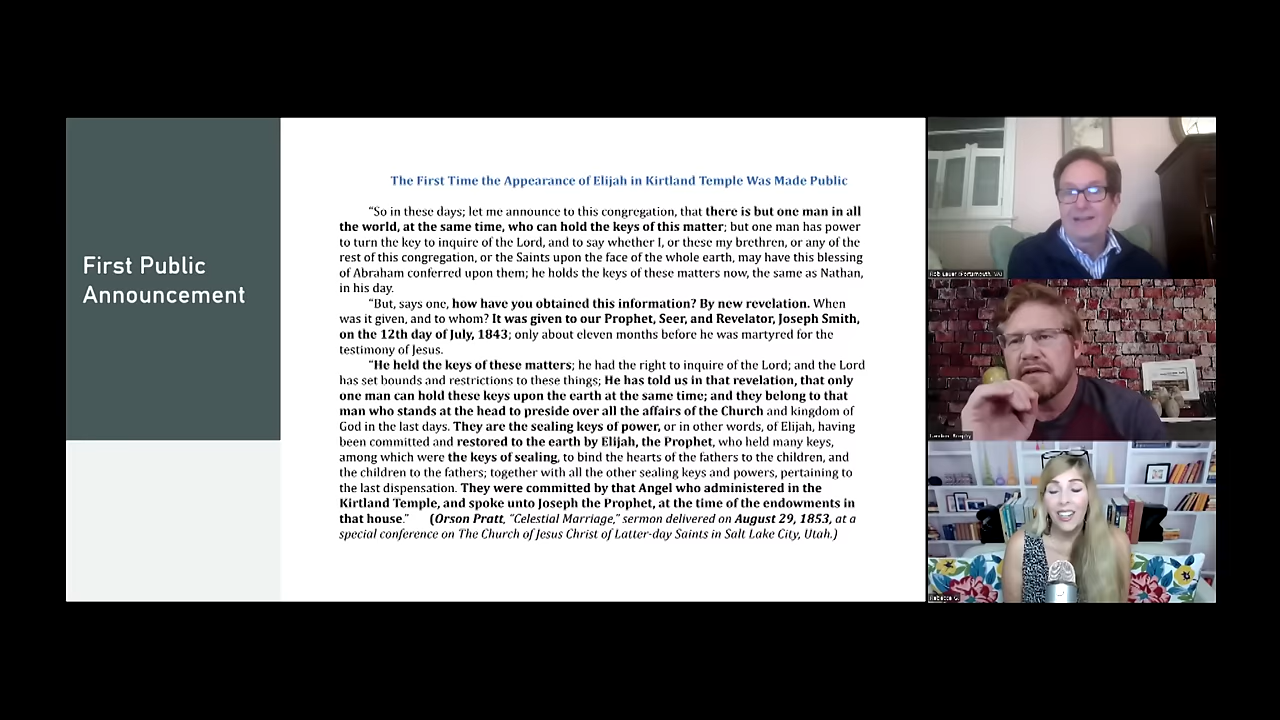 First Public
Announcement
The First Time the Appearance of Elijah in Kirtland Temple Was Made Public
“So in these days; let me announce to this congregation, that there is but one man in all
the world, at the same time, who can hold the keys of this matter; but one man has power
to turn the key to inquire of the Lord, and to say whether I, or these my brethren, or any of the
rest of this congregation, or the Saints upon the face of the whole earth, may have this blessing
of Abraham conferred upon them; he holds the keys of these matters now, the same as Nathan,
in his day.
“But, says one, how have you obtained this information? By new revelation. When
was it given, and to whom? It was given to our Prophet, Seer, and Revelator, Joseph Smith,
on the 12th day of July, 1843; only about eleven months before he was martyred for the
testimony of Jesus.
“He held the keys of these matters; he had the right to inquire of the Lord; and the Lord
has set bounds and restrictions to these things; He has told us in that revelation, that only
one man can hold these keys upon the earth at the same time; and they belong to that
man who stands at the head to preside over all the affairs of the Church and kingdom of
God in the last days. They are the sealing keys of power, or in other words, of Elijah, having
been committed and restored to the earth by Elijah, the Prophet, who held many keys,
among which were the keys of sealing, to bind the hearts of the fathers to the children, and
the children to the fathers; together with all the other sealing keys and powers, pertaining to
the last dispensation. They were committed by that Angel who administered in the
Kirtland Temple, and spoke unto Joseph the Prophet, at the time of the endowments in
that house.” (Orson Pratt, “Celestial Marriage,” sermon delivered on August 29, 1853, at a
special conference on The Church of Jesus Christ of Latter-day Saints in Salt Lake City, Utah.)